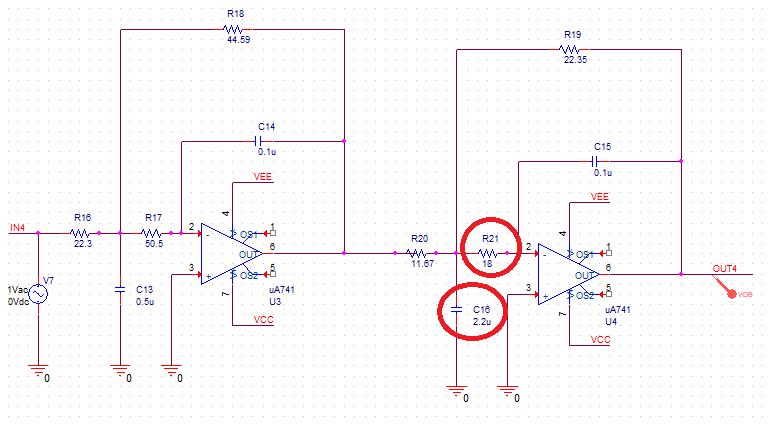 R18
44.59
R19
22.35
C14
0.1u
C15
0.1u
VEE
VEE
IN4
R16
22.3
R17
50.5
2
-
4
OS1
1
OUT
6
3
+
OS2
5
7
uA741
U3
VCC
R20
11.67
R21
18
2
-
4
OS1
1
OUT
6
3
+
OS2
5
7
uA741
U4
VCC
OUT4
VDB
V7
1Vac
0Vdc
C13
0.5u
C16
2.2u
0
0
0
0
0